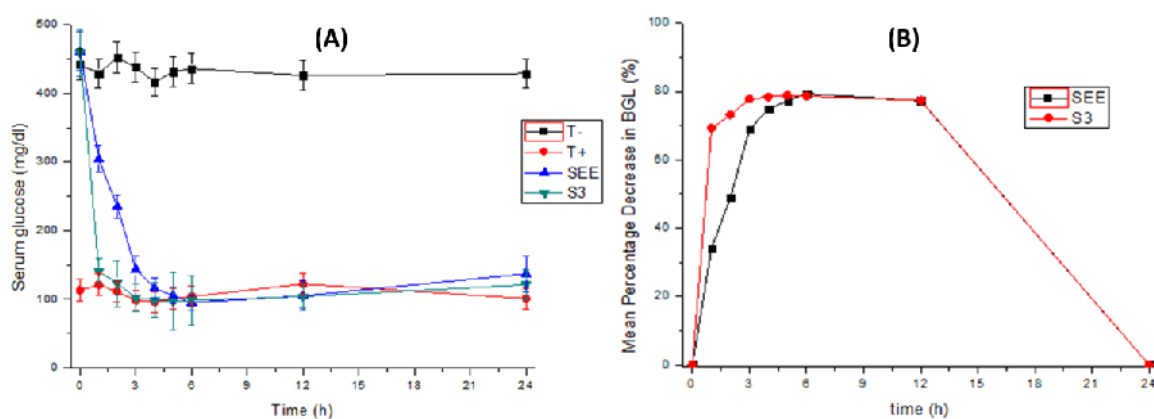 (A)
Serum glucose (mg/dl)
500
400
300
200
100
0
0 3 6 9 12 15 18 21 24
Time (h)
T-
T+
SEE
S3
(B)
Mean Percentage Decrease in BGL (%)
100
80
60
40
20
0
0 3 6 9 12 15 18 21 24
time (h)
SEE
S3